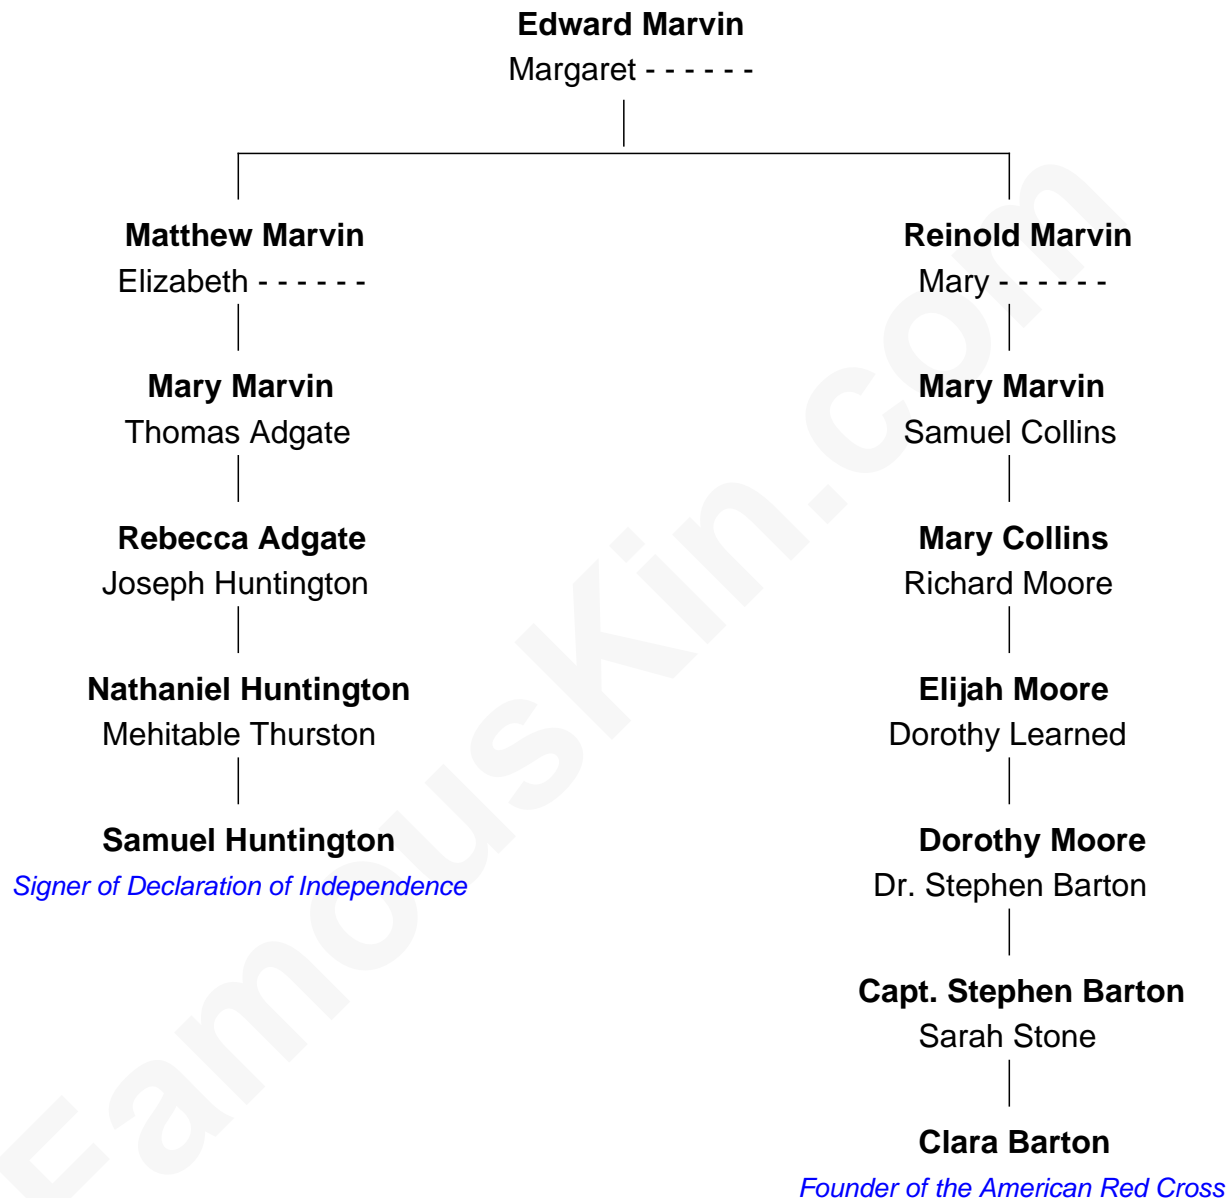 Edward Marvin
Margaret - - - - - -
Matthew Marvin
Elizabeth - - - - - -
Mary Marvin
Thomas Adgate
Rebecca Adgate
Joseph Huntington
Nathaniel Huntington
Mehitable Thurston
Samuel Huntington
Signer of Declaration of Independence
Reinold Marvin
Mary - - - - - -
Mary Marvin
Samuel Collins
Mary Collins
Richard Moore
Elijah Moore
Dorothy Learned
Dorothy Moore
Dr. Stephen Barton
Capt. Stephen Barton
Sarah Stone
Clara Barton
Founder of the American Red Cross
FamousKin.com